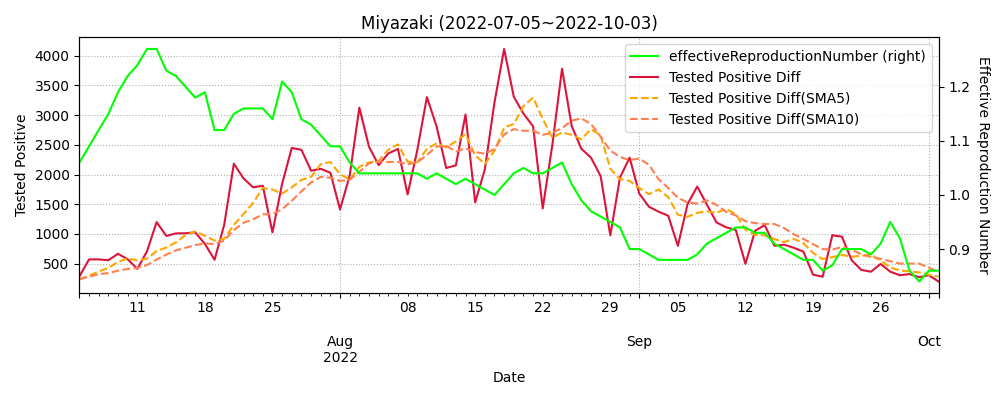 Miyazaki (2022-07-05~2022-10-03)
effectiveReproductionNumber (right)
Tested Positive Diff
Tested Positive Diff(SMA5)
Tested Positive Diff(SMA10)
Tested Positive
4000
3500
3000
2500
2000
1500
1000
500
Effective Reproduction Number
1.2
1.1
1.0
0.9
11 18 25 08 15 22 29 05 12 19 26
Aug Sep Oct
2022
Date